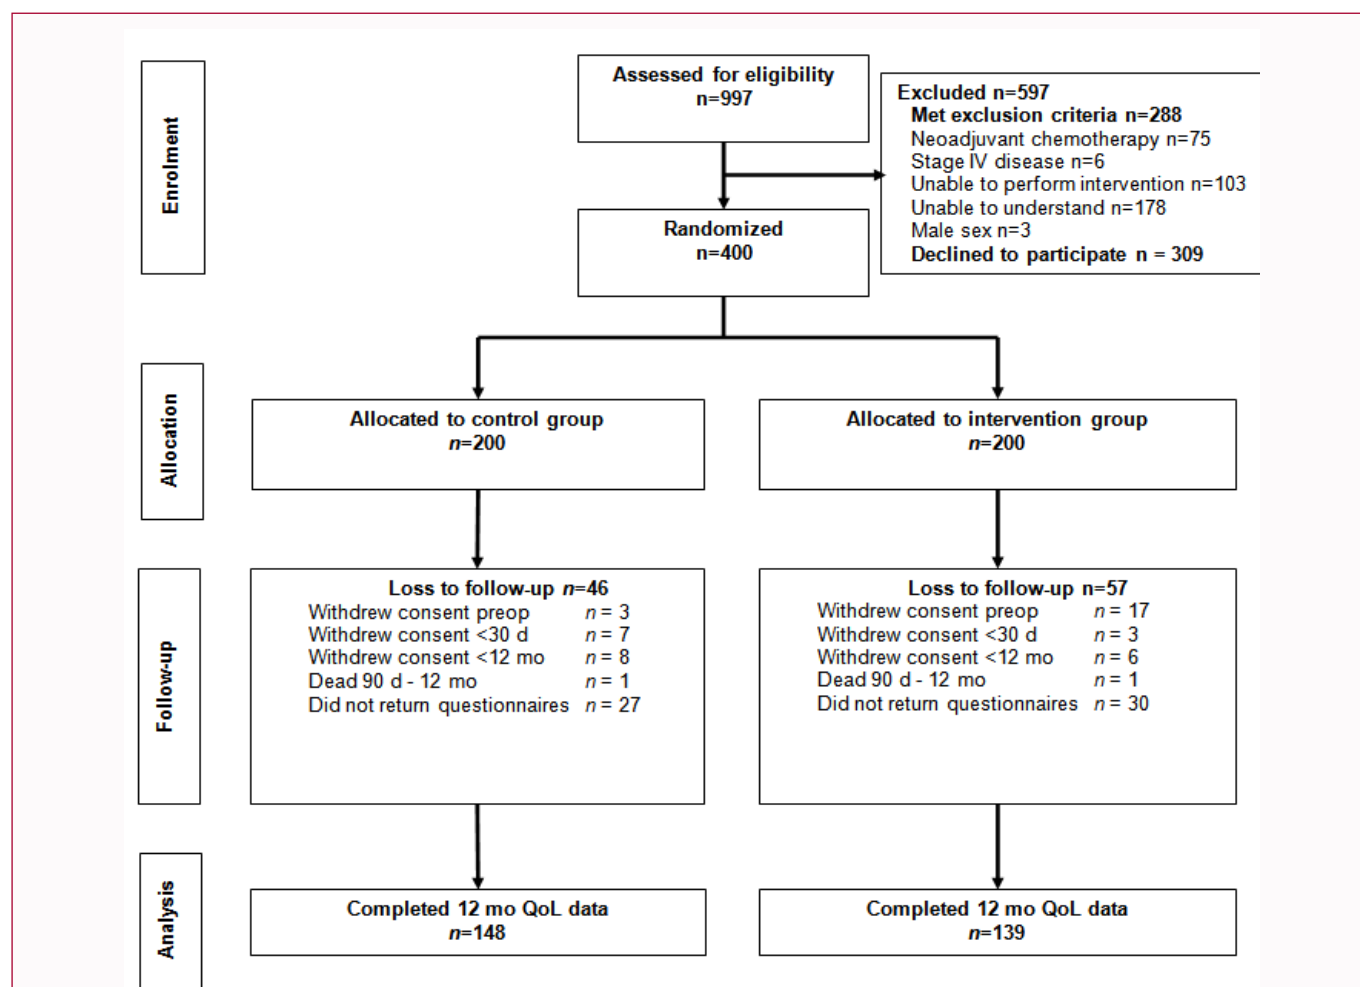 Enrolment
Assessed for eligibility
n=997
Excluded n=597
Met exclusion criteria n=288
Neoadjuvant chemotherapy n=75
Stage IV disease n=6
Unable to perform intervention n=103
Unable to understand n=178
Male sex n=3
Declined to participate n = 309
Randomized
n=400
Allocation
Allocated to control group
n=200
Allocated to intervention group
n=200
Follow-up
Loss to follow-up n=46
Withdrew consent preop n = 3
Withdrew consent <30 d n = 7
Withdrew consent <12 mo n = 8
Dead 90 d - 12 mo n = 1
Did not return questionnaires n = 27
Loss to follow-up n=57
Withdrew consent preop n = 17
Withdrew consent <30 d n = 3
Withdrew consent <12 mo n = 6
Dead 90 d - 12 mo n = 1
Did not return questionnaires n = 30
Analysis
Completed 12 mo QoL data
n=148
Completed 12 mo QoL data
n=139